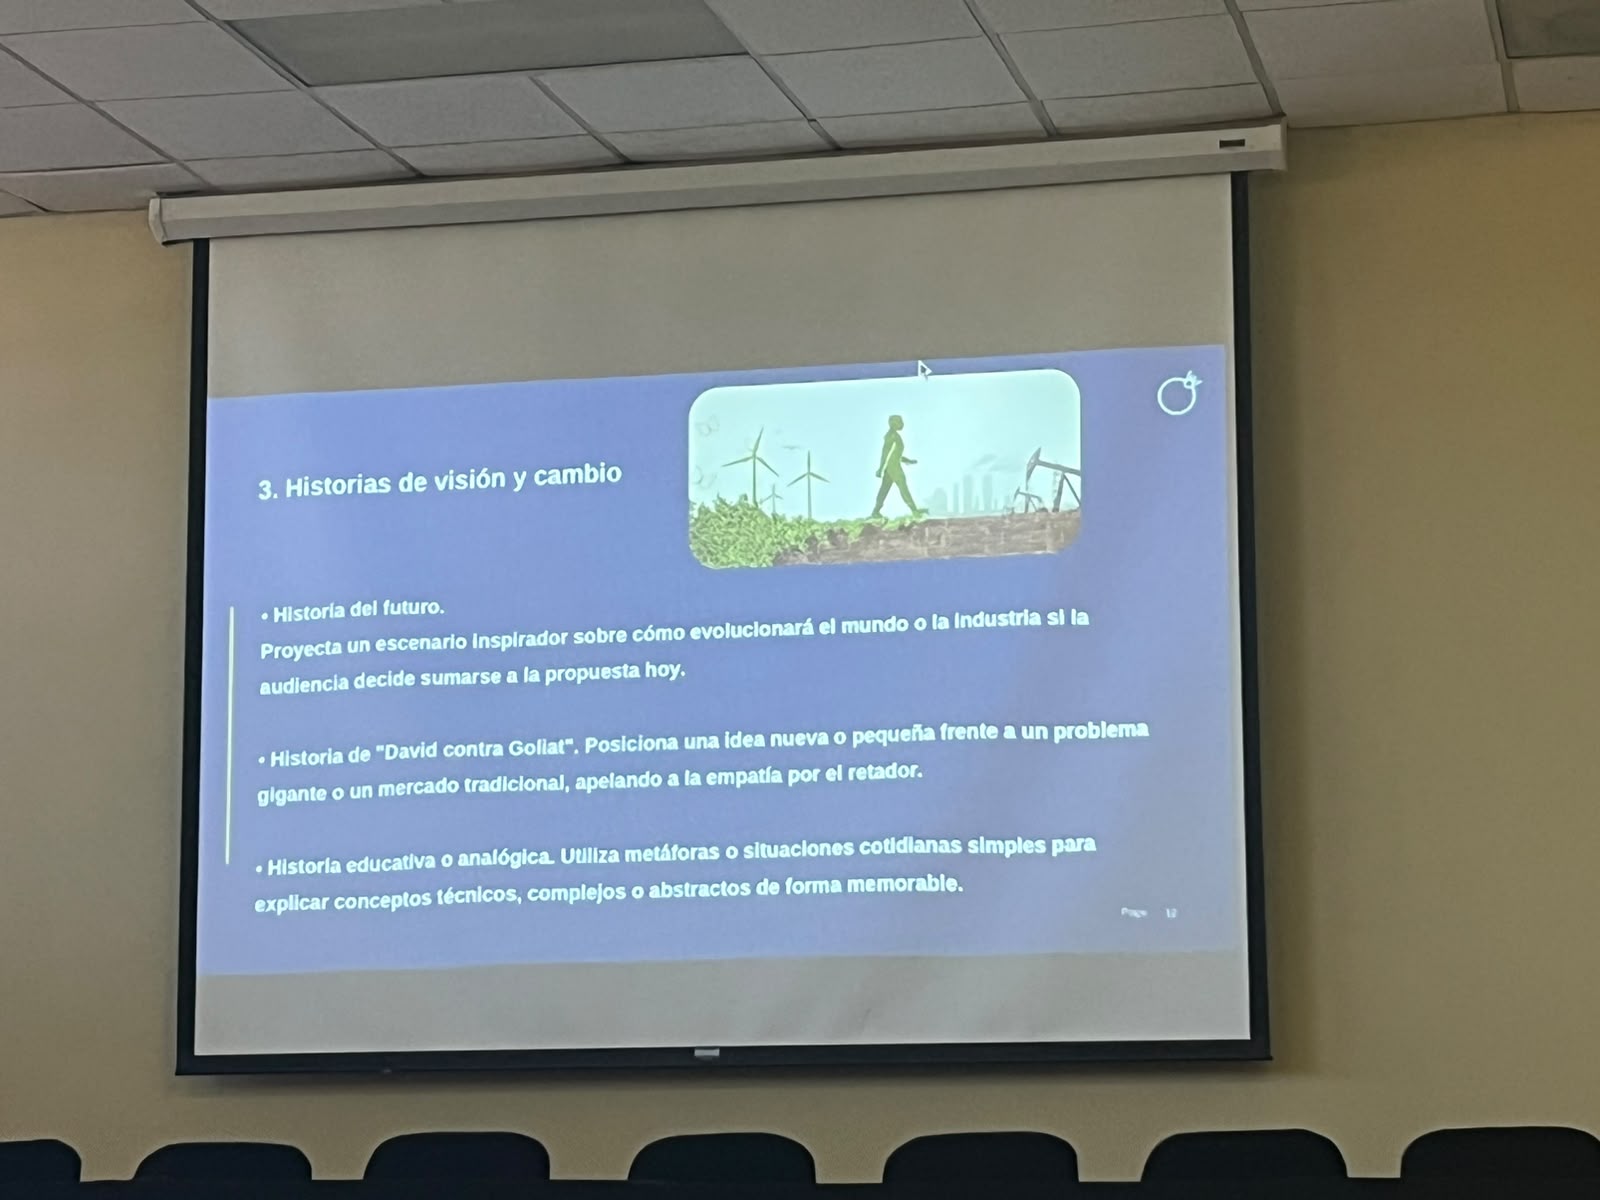 3. Historias de visión y cambio
• Historia del futuro.
Proyecta un escenario inspirador sobre cómo evolucionará el mundo o la industria si la
audiencia decide sumarse a la propuesta hoy.
• Historia de "David contra Goliat". Posiciona una idea nueva o pequeña frente a un problema
gigante o un mercado tradicional, apelando a la empatía por el retador.
• Historia educativa o analógica. Utiliza metáforas o situaciones cotidianas simples para
explicar conceptos técnicos, complejos o abstractos de forma memorable.
Page